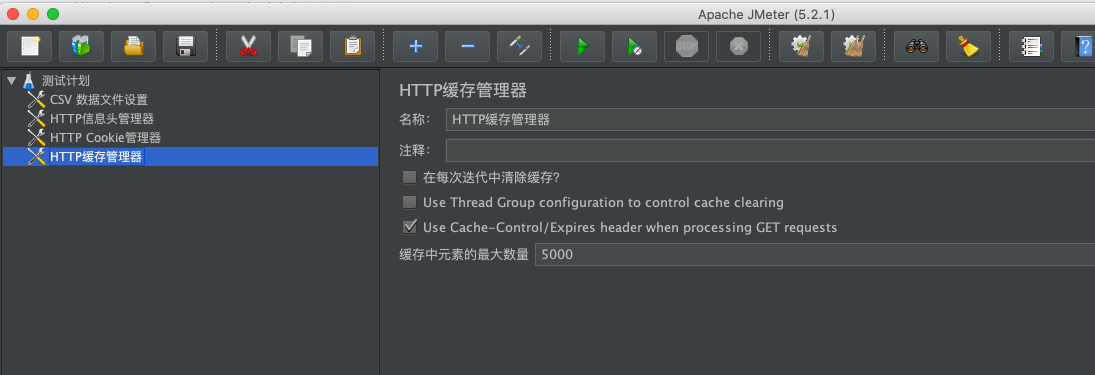 Apache JMeter (5.2.1)
STOP
测试计划
CSV 数据文件设置
HTTP信息头管理器
HTTP Cookie管理器
HTTP缓存管理器
HTTP缓存管理器
名称： HTTP缓存管理器
注释：
在每次迭代中清除缓存?
Use Thread Group configuration to control cache clearing
Use Cache-Control/Expires header when processing GET requests
缓存中元素的最大数量 5000